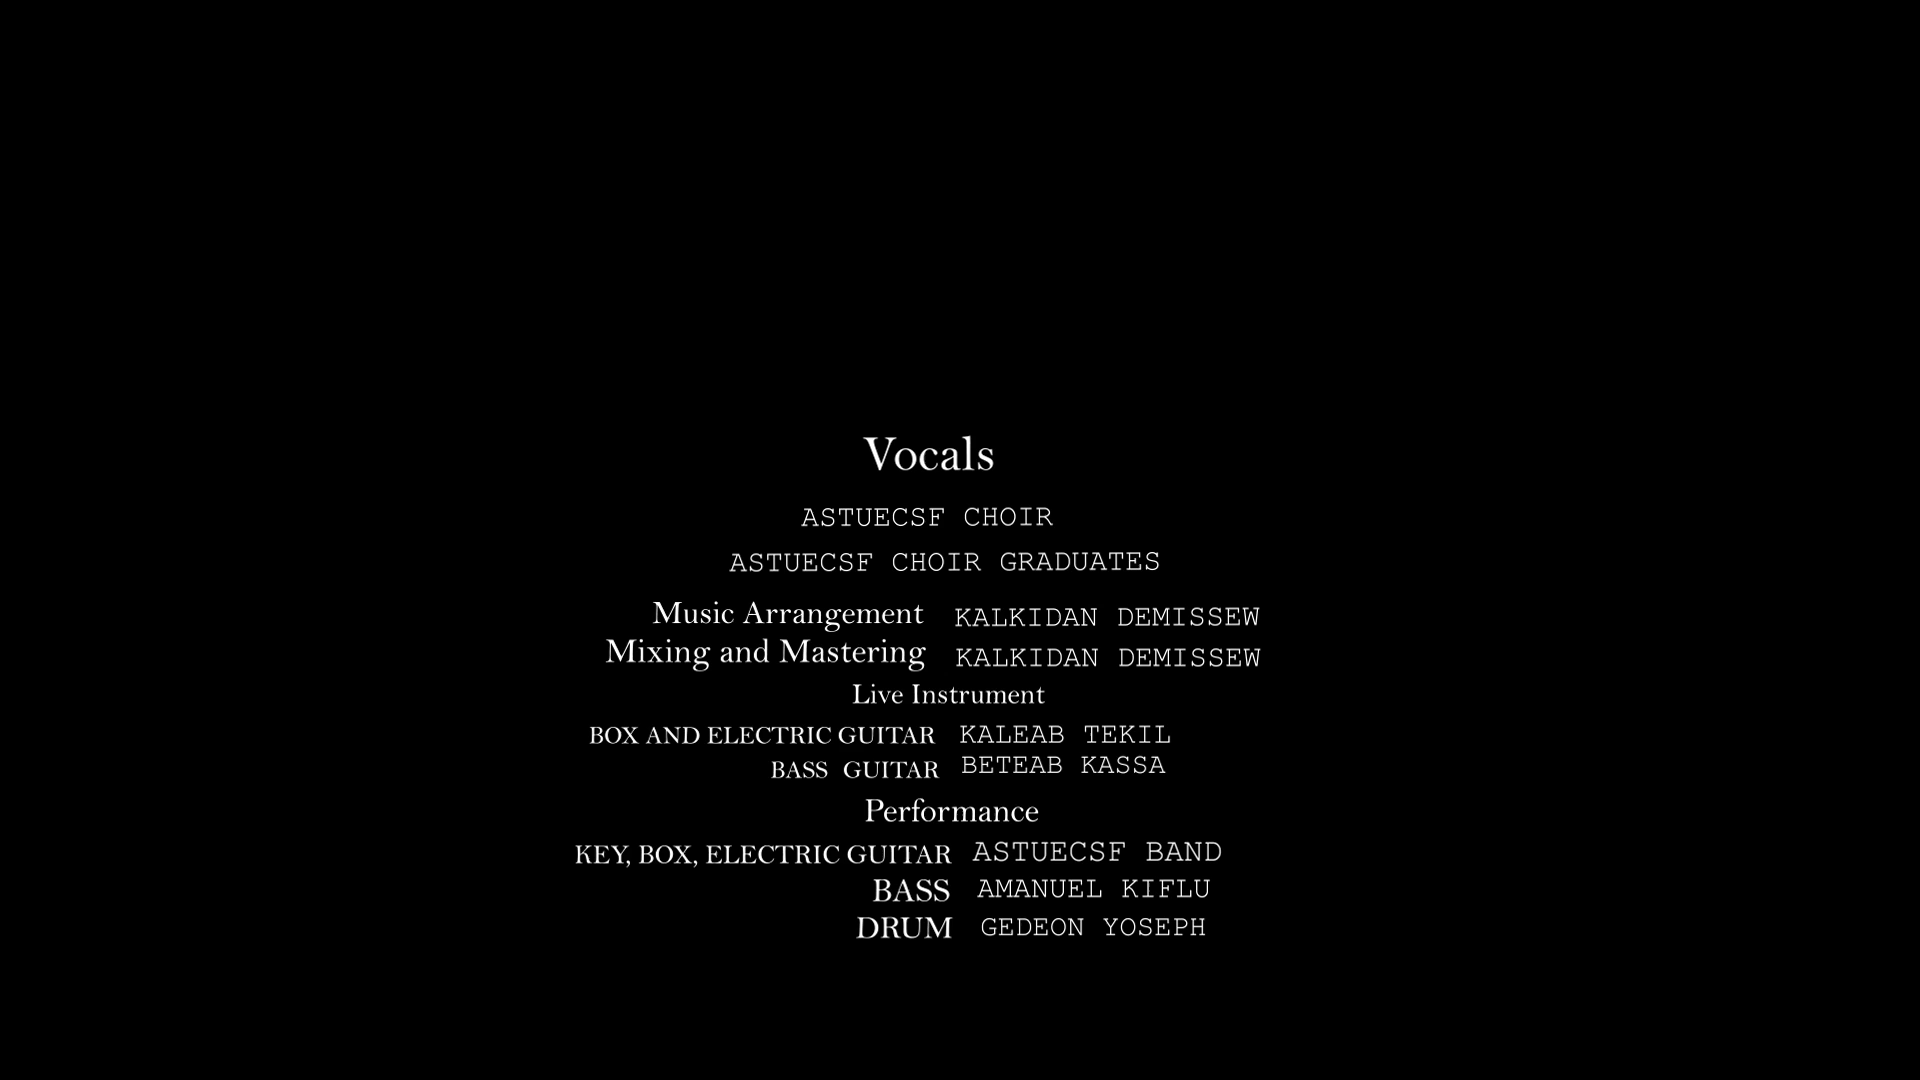 Vocals
ASTUECSF CHOIR
ASTUECSF CHOIR GRADUATES
Music Arrangement KALKIDAN DEMISSEW
Mixing and Mastering KALKIDAN DEMISSEW
Live Instrument
BOX AND ELECTRIC GUITAR KALEAB TEKIL
BASS GUITAR BETEAB KASSA
Performance
KEY, BOX, ELECTRIC GUITAR ASTUECSF BAND
BASS AMANUEL KIFLU
DRUM GEDEON YOSEPH